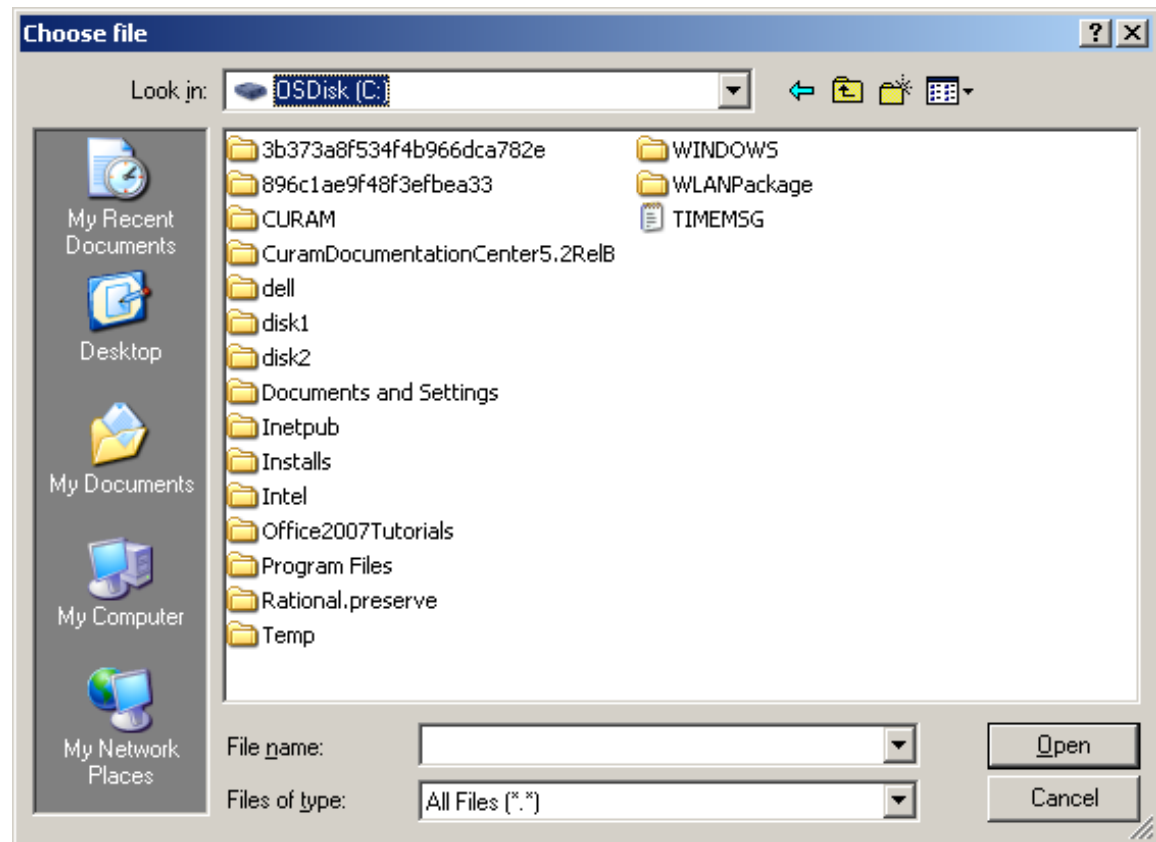 Choose file
Look in:
OSDisk (C:)
My Recent
Documents
Desktop
My Documents
My Computer
My Network
Places
3b373a8f534f4b966dca782e
896c1ae9f48f3efbea33
CURAM
CuramDocumentationCenter5.2RelB
dell
disk1
disk2
Documents and Settings
Inetpub
Installs
Intel
Office2007Tutorials
Program Files
Rational.preserve
Temp
WINDOWS
WLANPackage
TIMEMSG
File name:
Open
Files of type:
All Files (*.*)
Cancel